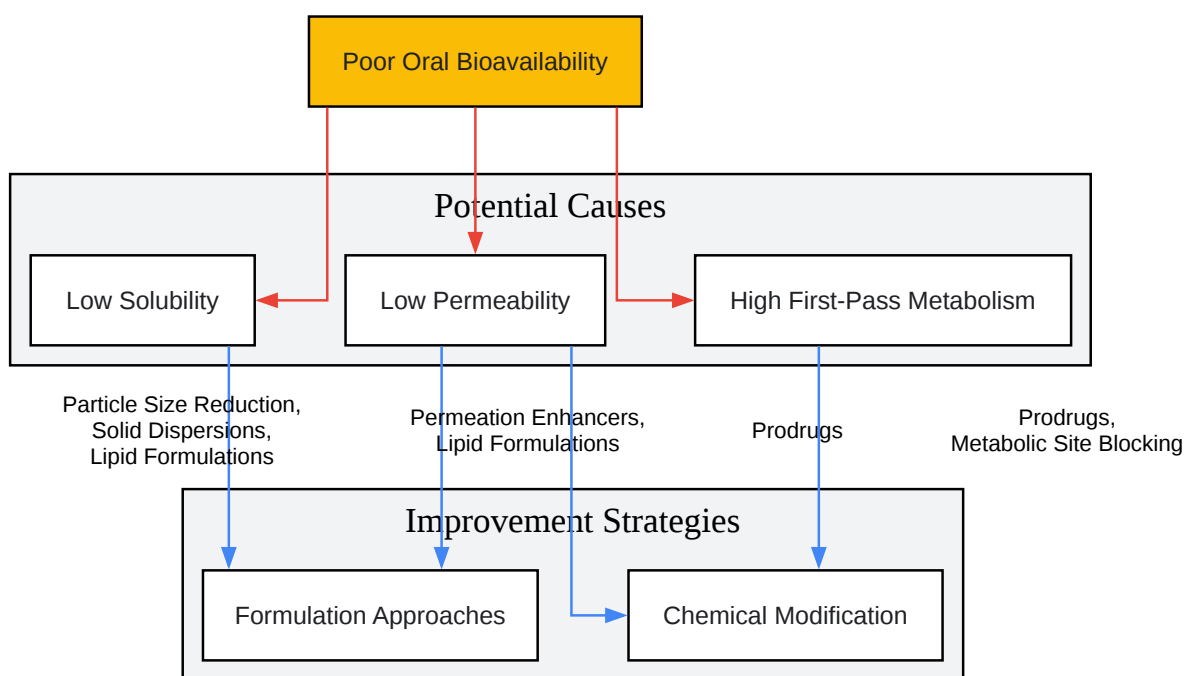 Poor Oral Bioavailability
Potential Causes
Low Solubility
Low Permeability
High First-Pass Metabolism
Particle Size Reduction,
Solid Dispersions,
Lipid Formulations
Permeation Enhancers,
Lipid Formulations
Prodrugs
Prodrugs,
Metabolic Site Blocking
Improvement Strategies
Formulation Approaches
Chemical Modification